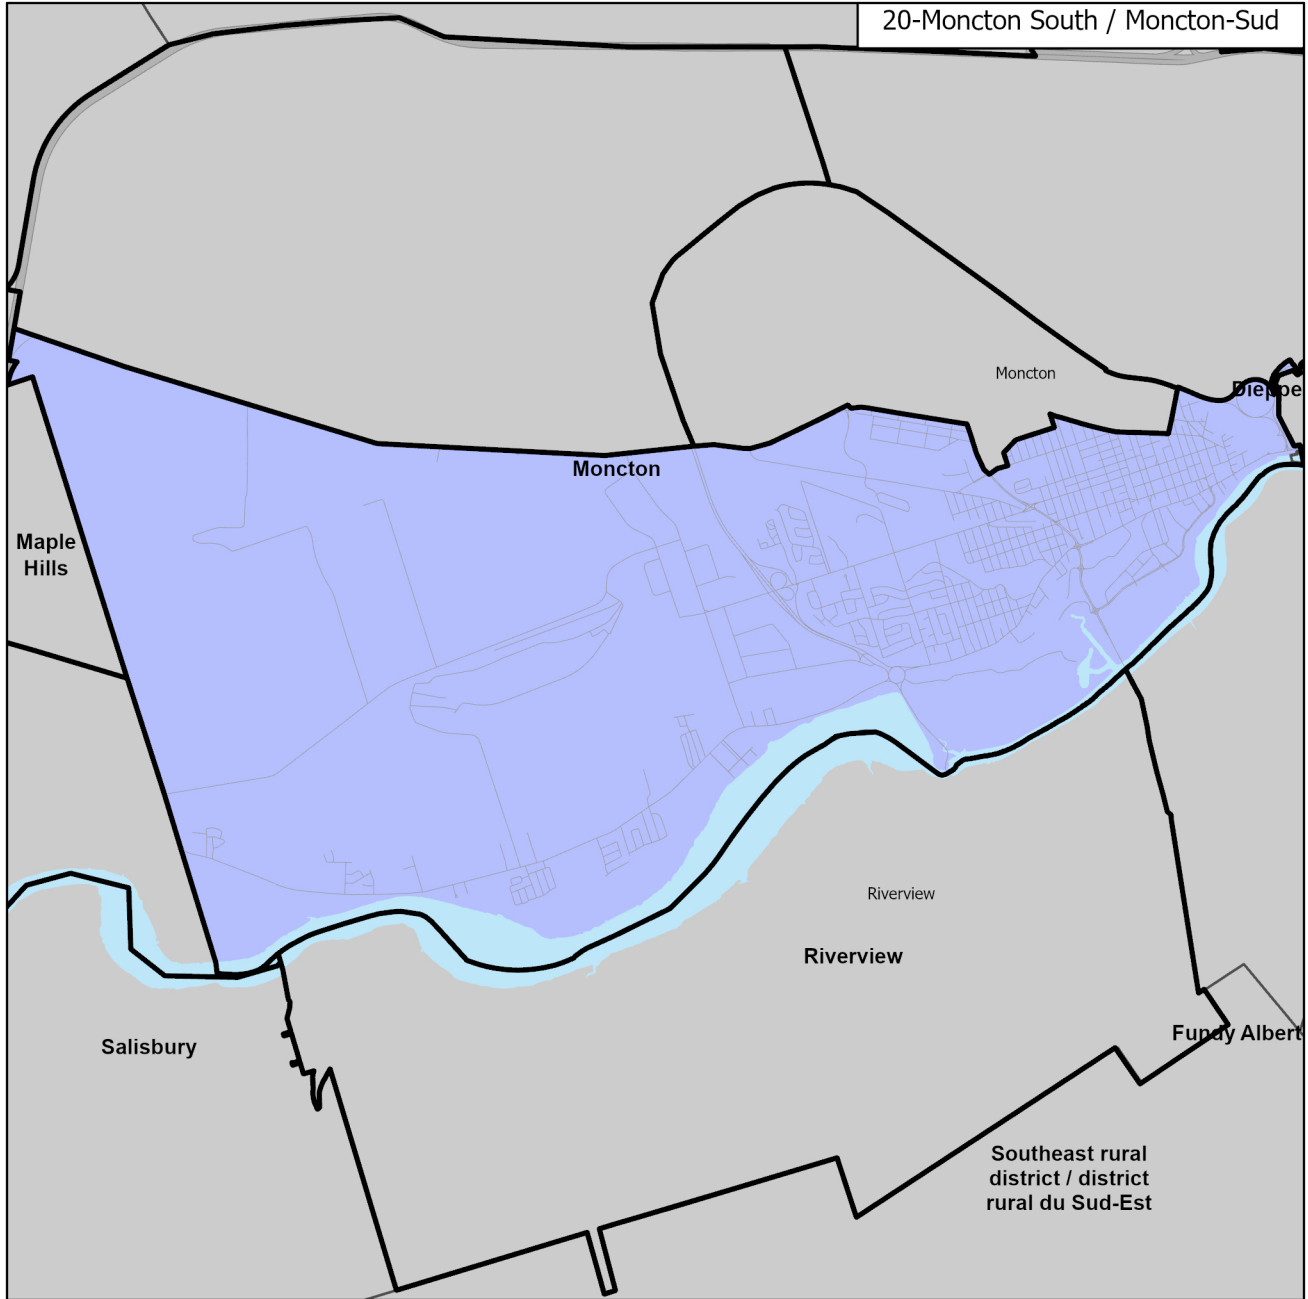 20-Moncton South / Moncton-Sud
Moncton
Dieppe
Moncton
Maple
Hills
Riverview
Riverview
Salisbury
Fundy Albert
Southeast rural
district / district
rural du Sud-Est